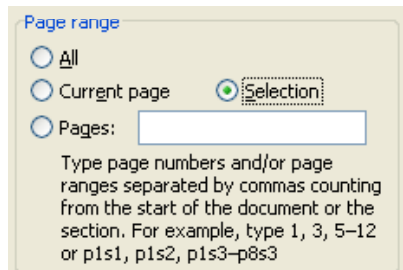 Page range
All
Current page Selection
Pages:
Type page numbers and/or page
ranges separated by commas counting
from the start of the document or the
section. For example, type 1, 3, 5–12
or p1s1, p1s2, p1s3–p8s3